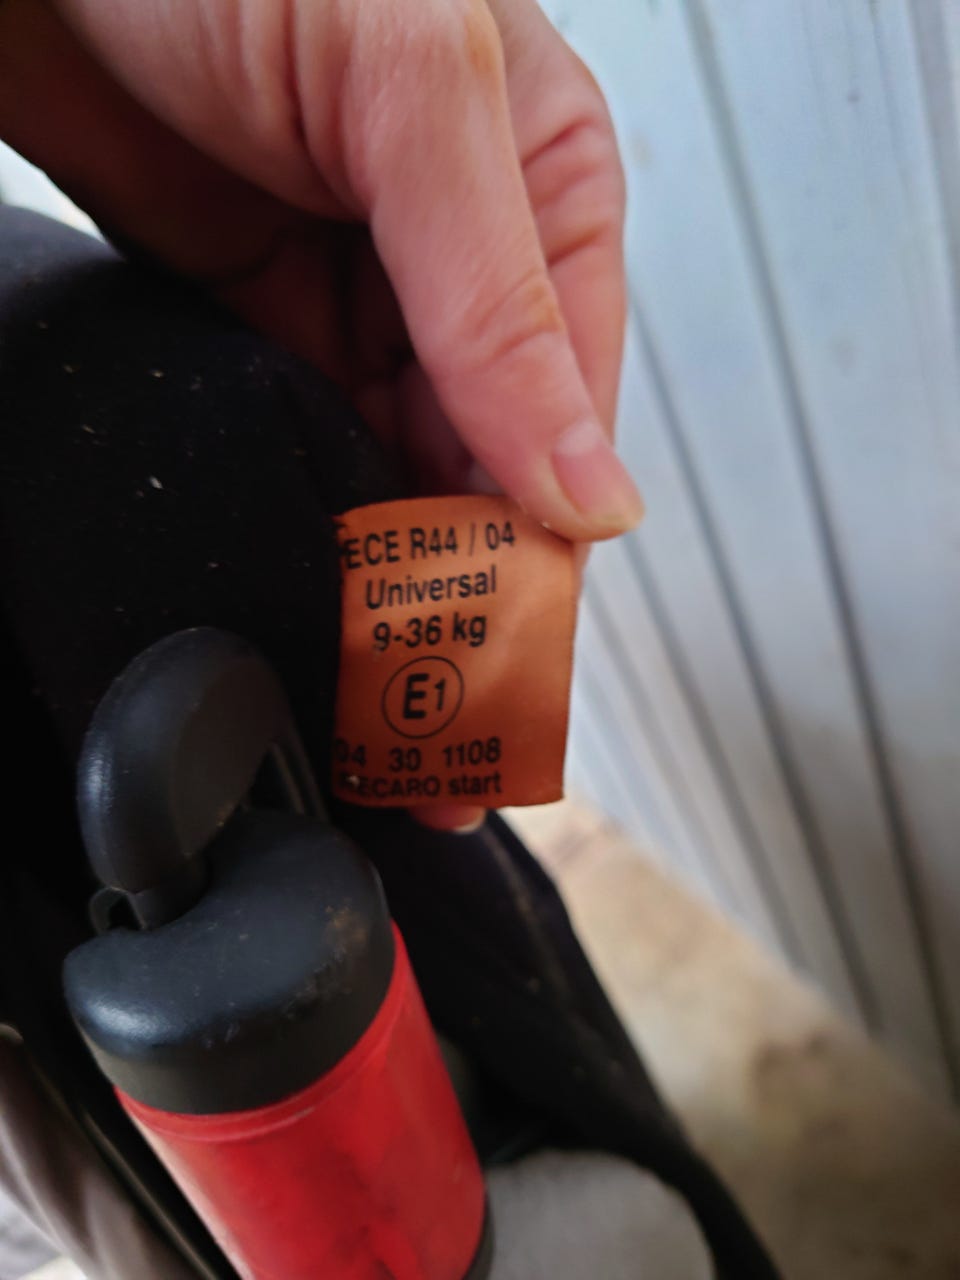 ECE R44 / 04
Universal
9-36 kg
E1
04 30 1108
RECARO start